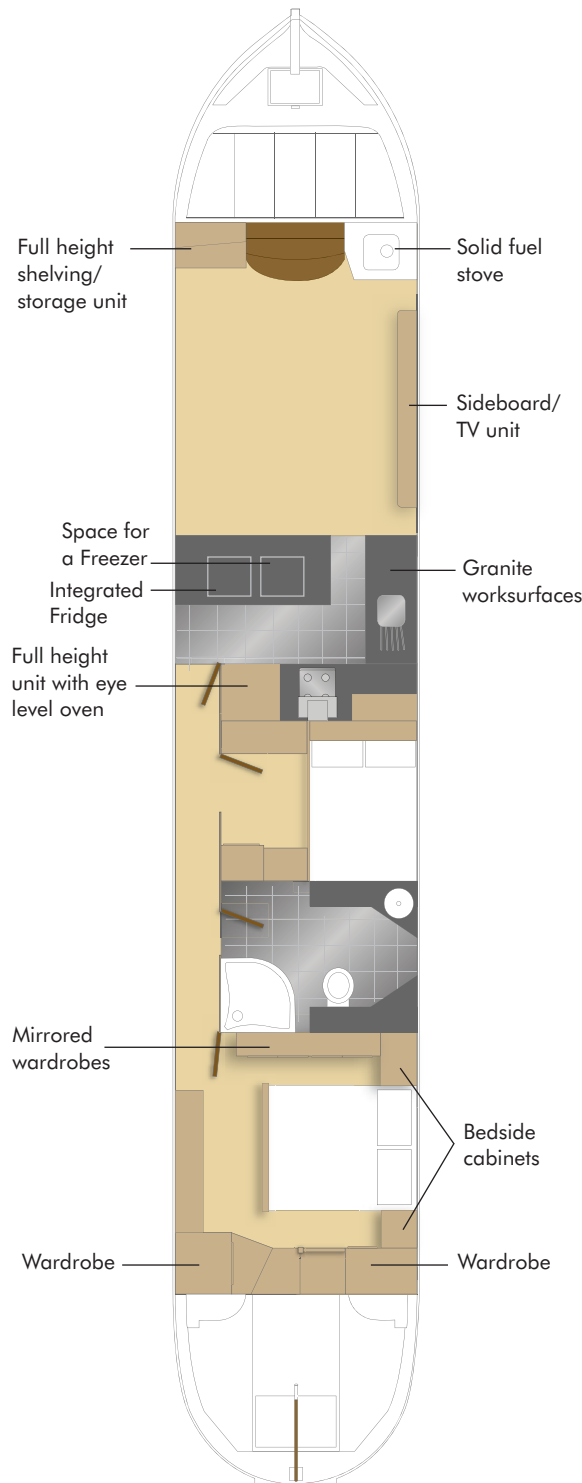 Full height
shelving/
storage unit
Solid fuel
stove
Sideboard/
TV unit
Space for
a Freezer
Integrated
Fridge
Granite
worksurfaces
Full height
unit with eye
level oven
Mirrored
wardrobes
Bedside
cabinets
Wardrobe
Wardrobe